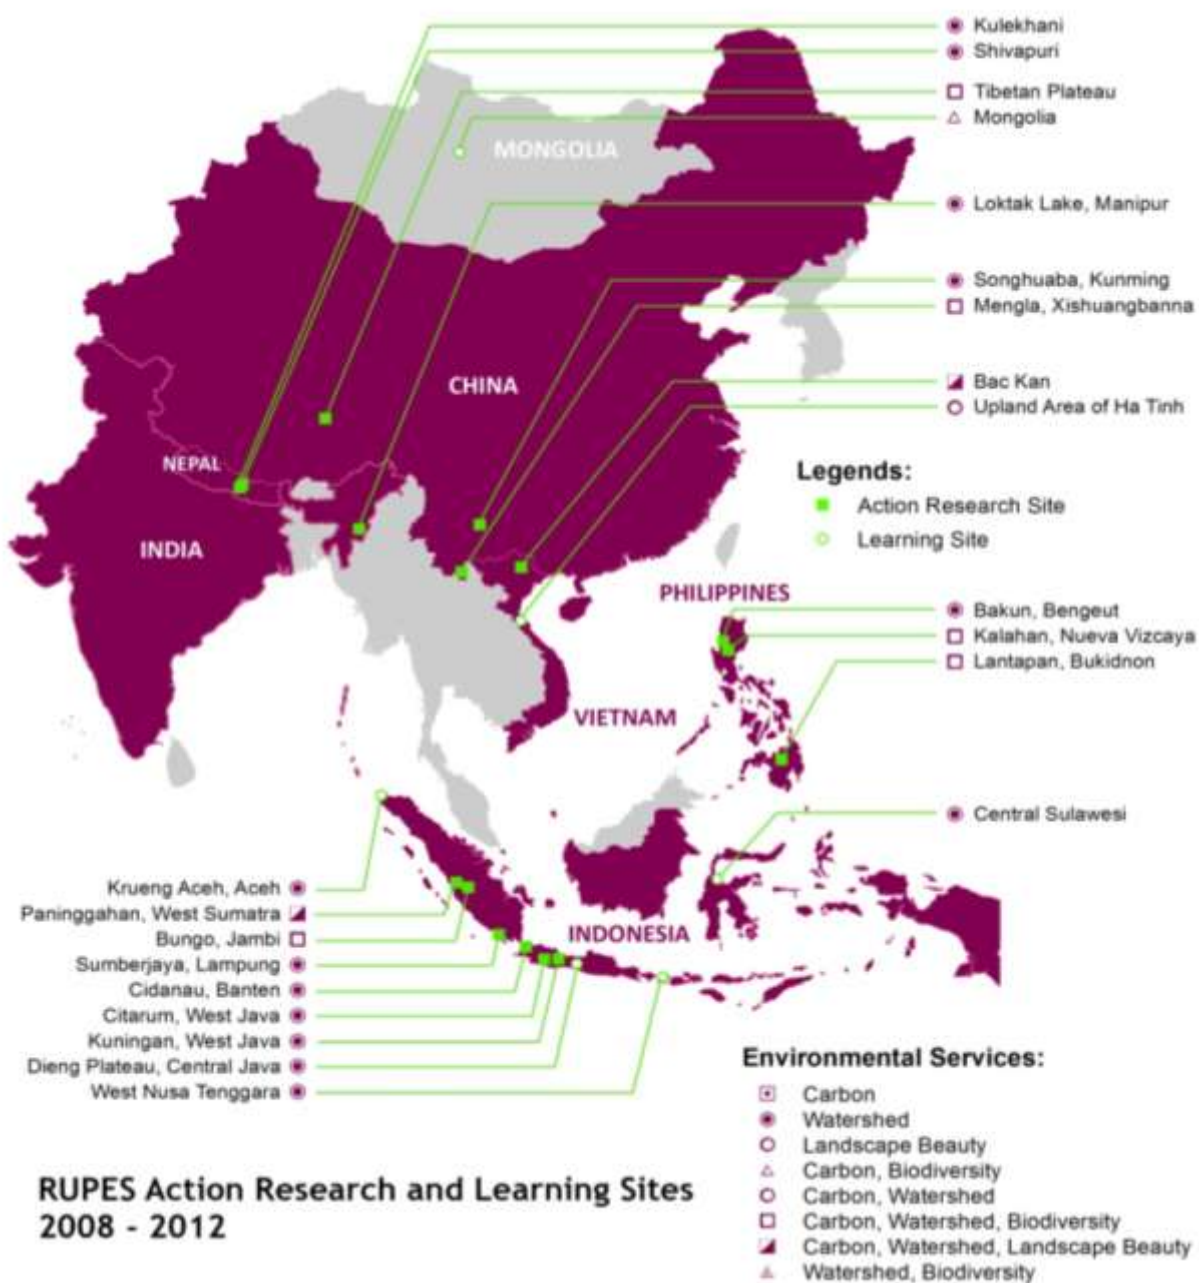 Kulekhani
Shivapuri
Tibetan Plateau
Mongolia
MONGOLIA
Loktak Lake, Manipur
Songhuaba, Kunming
Mengla, Xishuangbanna
CHINA
Bac Kan
Upland Area of Ha Tinh
NEPAL
INDIA
Legends:
Action Research Site
Learning Site
PHILIPPINES
Bakun, Bengeut
Kalahan, Nueva Vizcaya
Lantapan, Bukidnon
VIETNAM
Central Sulawesi
INDONESIA
Krueng Aceh, Aceh
Paninggahan, West Sumatra
Bungo, Jambi
Sumberjaya, Lampung
Cidanau, Banten
Citarum, West Java
Kuningan, West Java
Dieng Plateau, Central Java
West Nusa Tenggara
Environmental Services:
Carbon
Watershed
Landscape Beauty
Carbon, Biodiversity
Carbon, Watershed
Carbon, Watershed, Biodiversity
Carbon, Watershed, Landscape Beauty
Watershed, Biodiversity
RUPES Action Research and Learning Sites
2008 - 2012